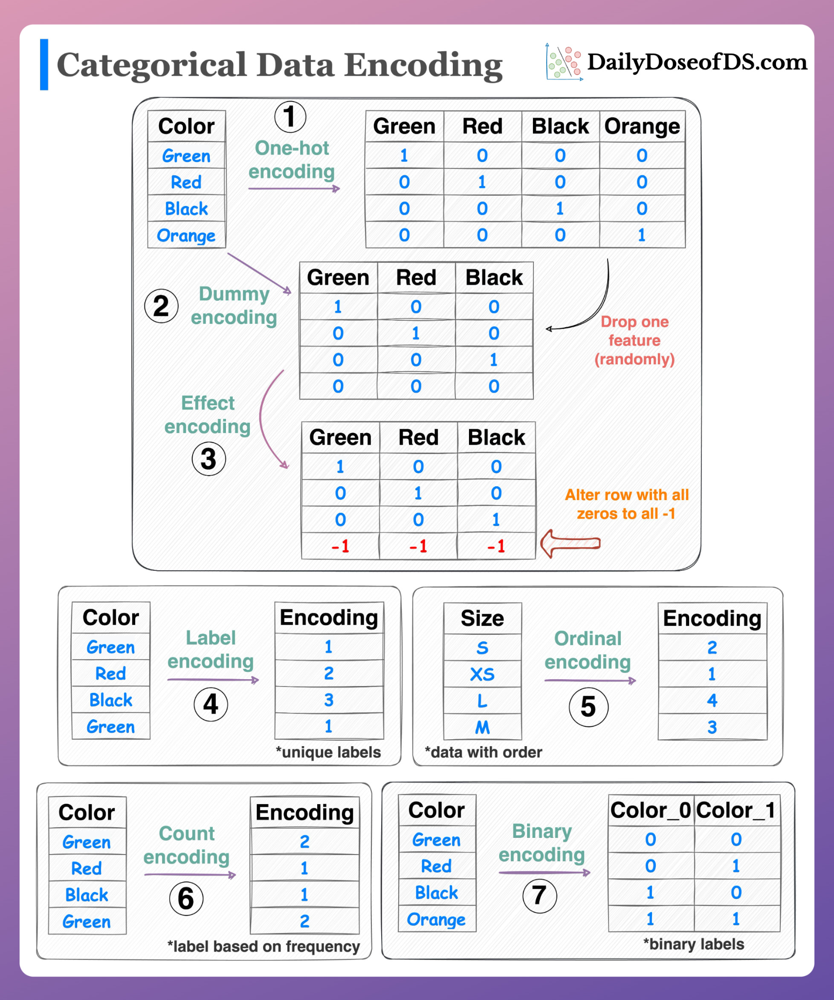 Categorical Data Encoding
DailyDoseofDS.com
Color
Green
Red
Black
Orange
1
One-hot
encoding
Green Red Black Orange
1 0 0 0
0 1 0 0
0 0 1 0
0 0 0 1
2
Dummy
encoding
Green Red Black
1 0 0
0 1 0
0 0 1
0 0 0
Drop one
feature
(randomly)
Effect
encoding
3
Green Red Black
1 0 0
0 1 0
0 0 1
-1 -1 -1
Alter row with all
zeros to all -1
Color
Green
Red
Black
Green
Label
encoding
4
Encoding
1
2
3
1
*unique labels
Size
S
XS
L
M
*data with order
Ordinal
encoding
5
Encoding
2
1
4
3
Color
Green
Red
Black
Green
Count
encoding
6
Encoding
2
1
1
2
*label based on frequency
Color
Green
Red
Black
Orange
Binary
encoding
7
Color_0 Color_1
0 0
0 1
1 0
1 1
*binary labels